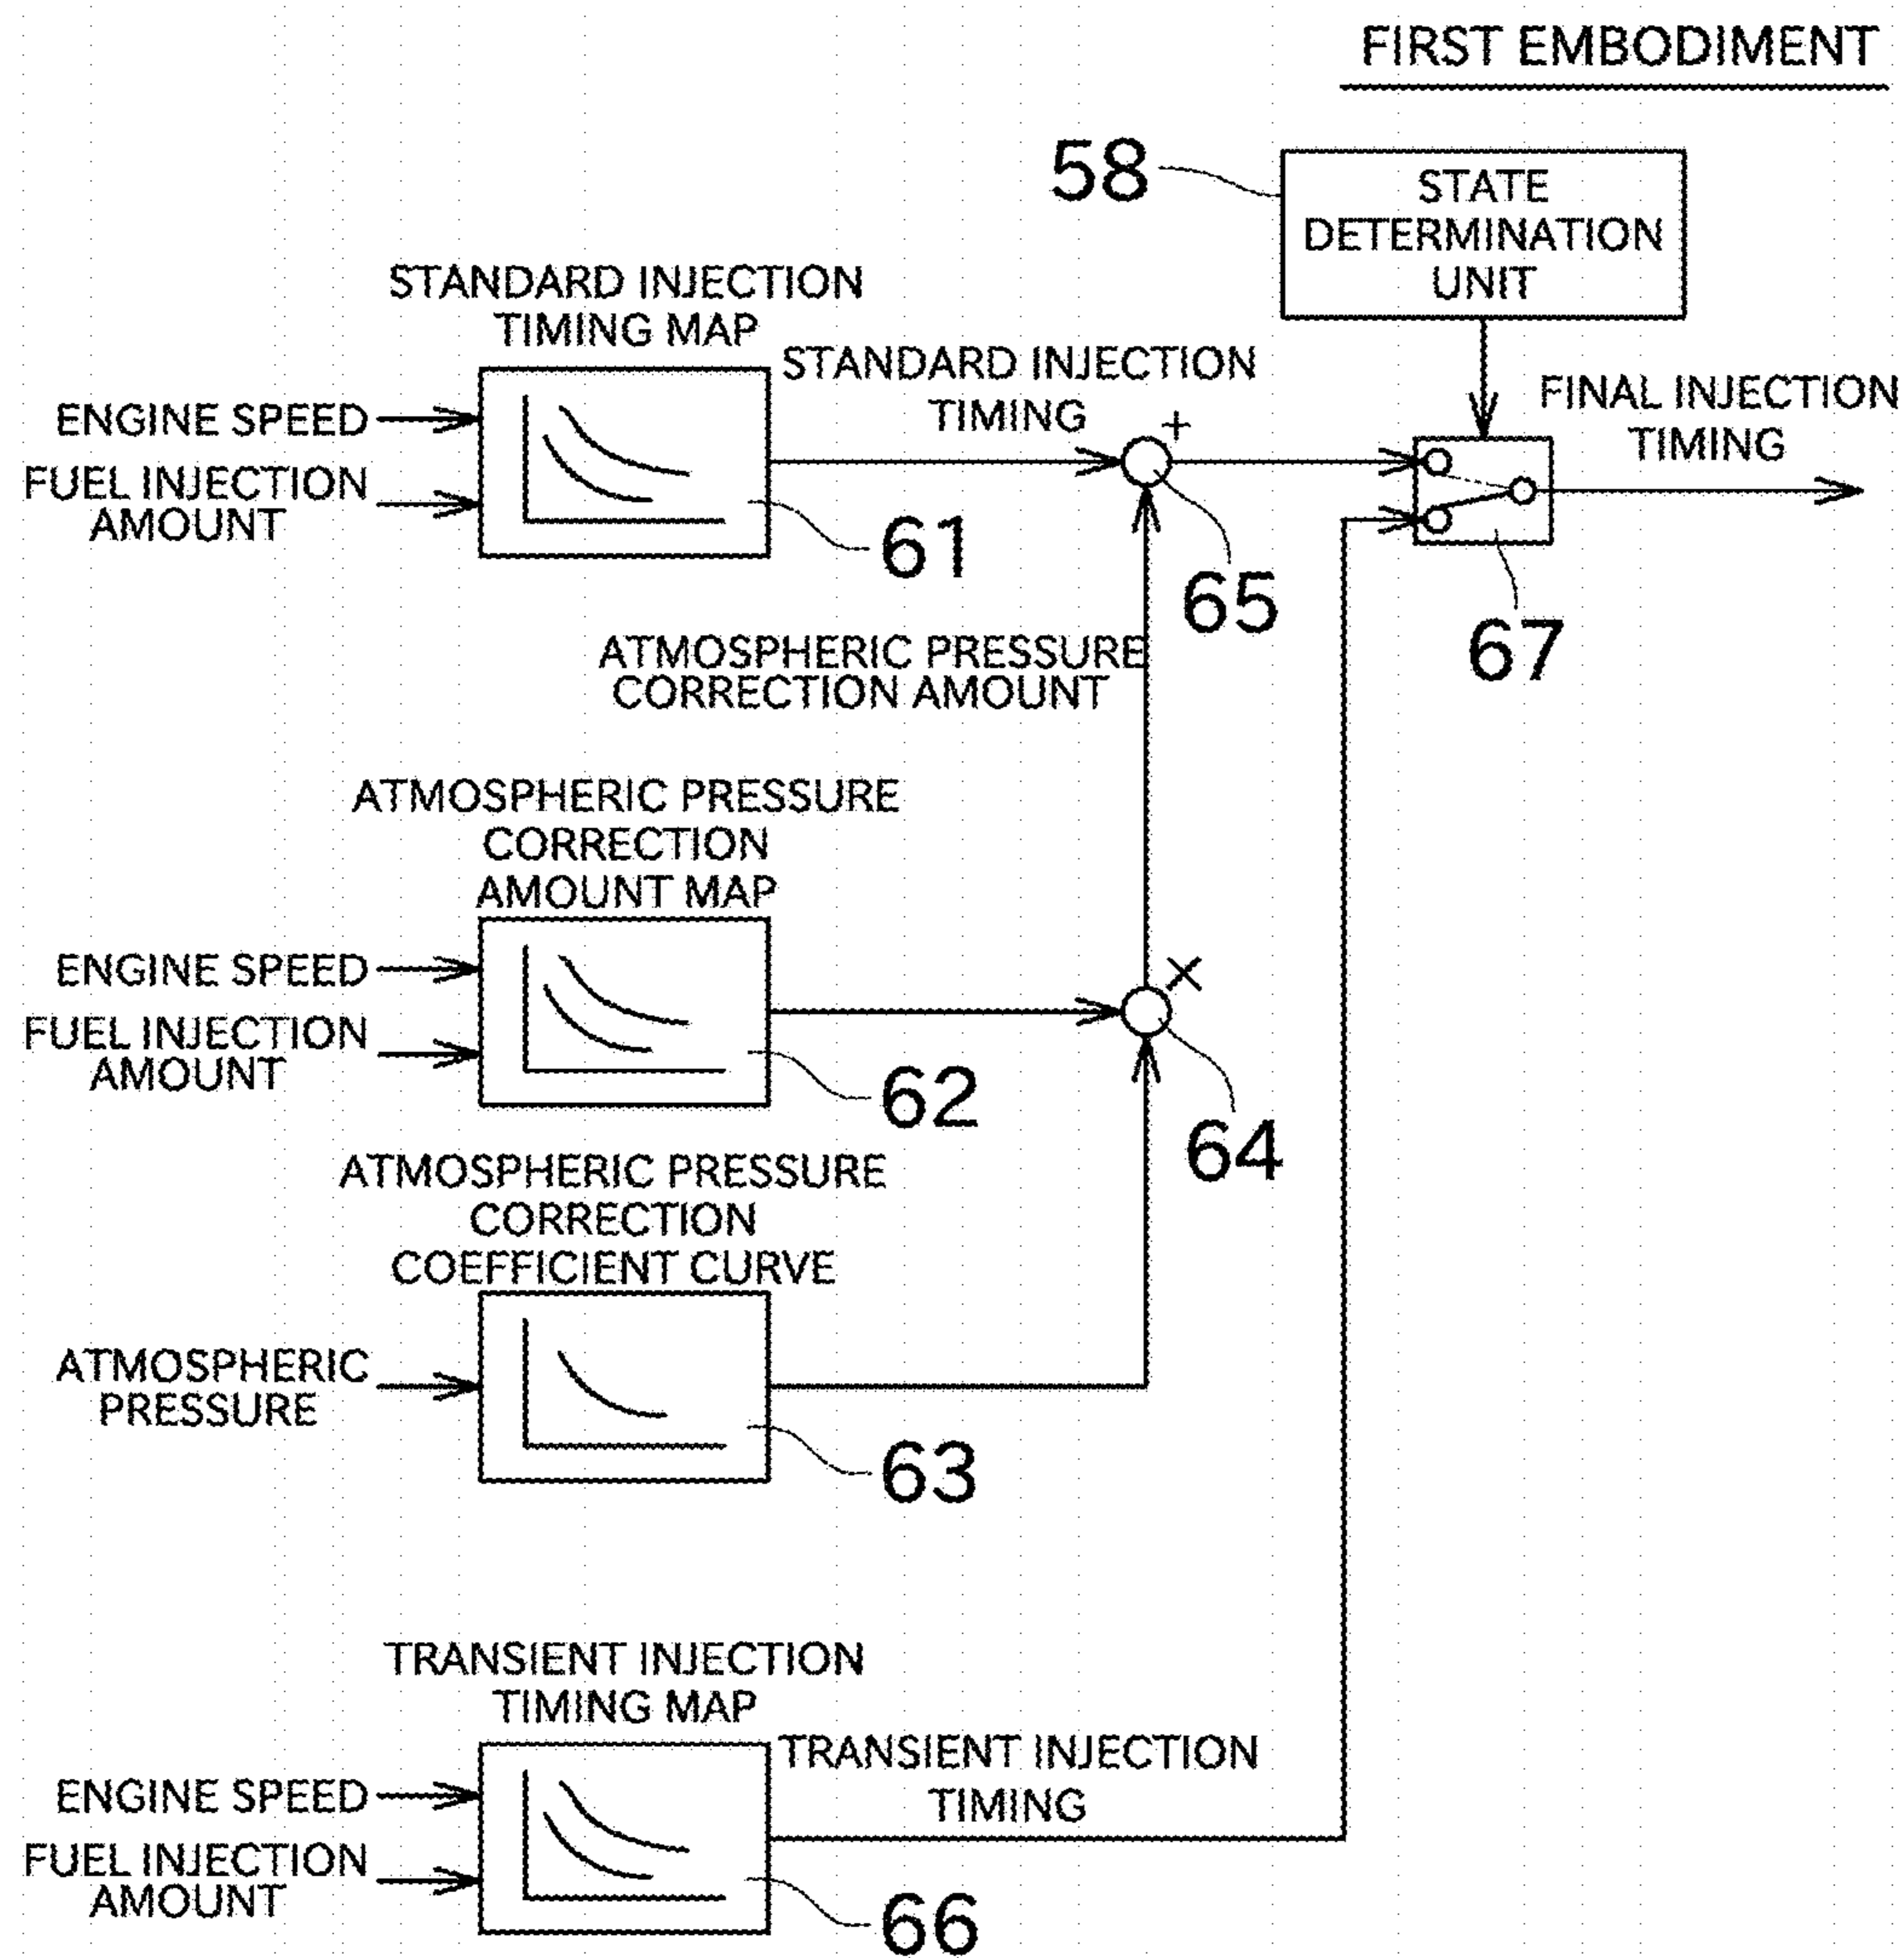 FIRST EMBODIMENT
58
STATE
DETERMINATION
UNIT
STANDARD INJECTION
TIMING MAP
STANDARD INJECTION
TIMING
+
FINAL INJECTION
TIMING
ENGINE SPEED
FUEL INJECTION
AMOUNT
61
65
67
ATMOSPHERIC PRESSURE
CORRECTION AMOUNT
ATMOSPHERIC PRESSURE
CORRECTION
AMOUNT MAP
ENGINE SPEED
FUEL INJECTION
AMOUNT
×
62
64
ATMOSPHERIC PRESSURE
CORRECTION
COEFFICIENT CURVE
ATMOSPHERIC
PRESSURE
63
TRANSIENT INJECTION
TIMING MAP
TRANSIENT INJECTION
TIMING
ENGINE SPEED
FUEL INJECTION
AMOUNT
66